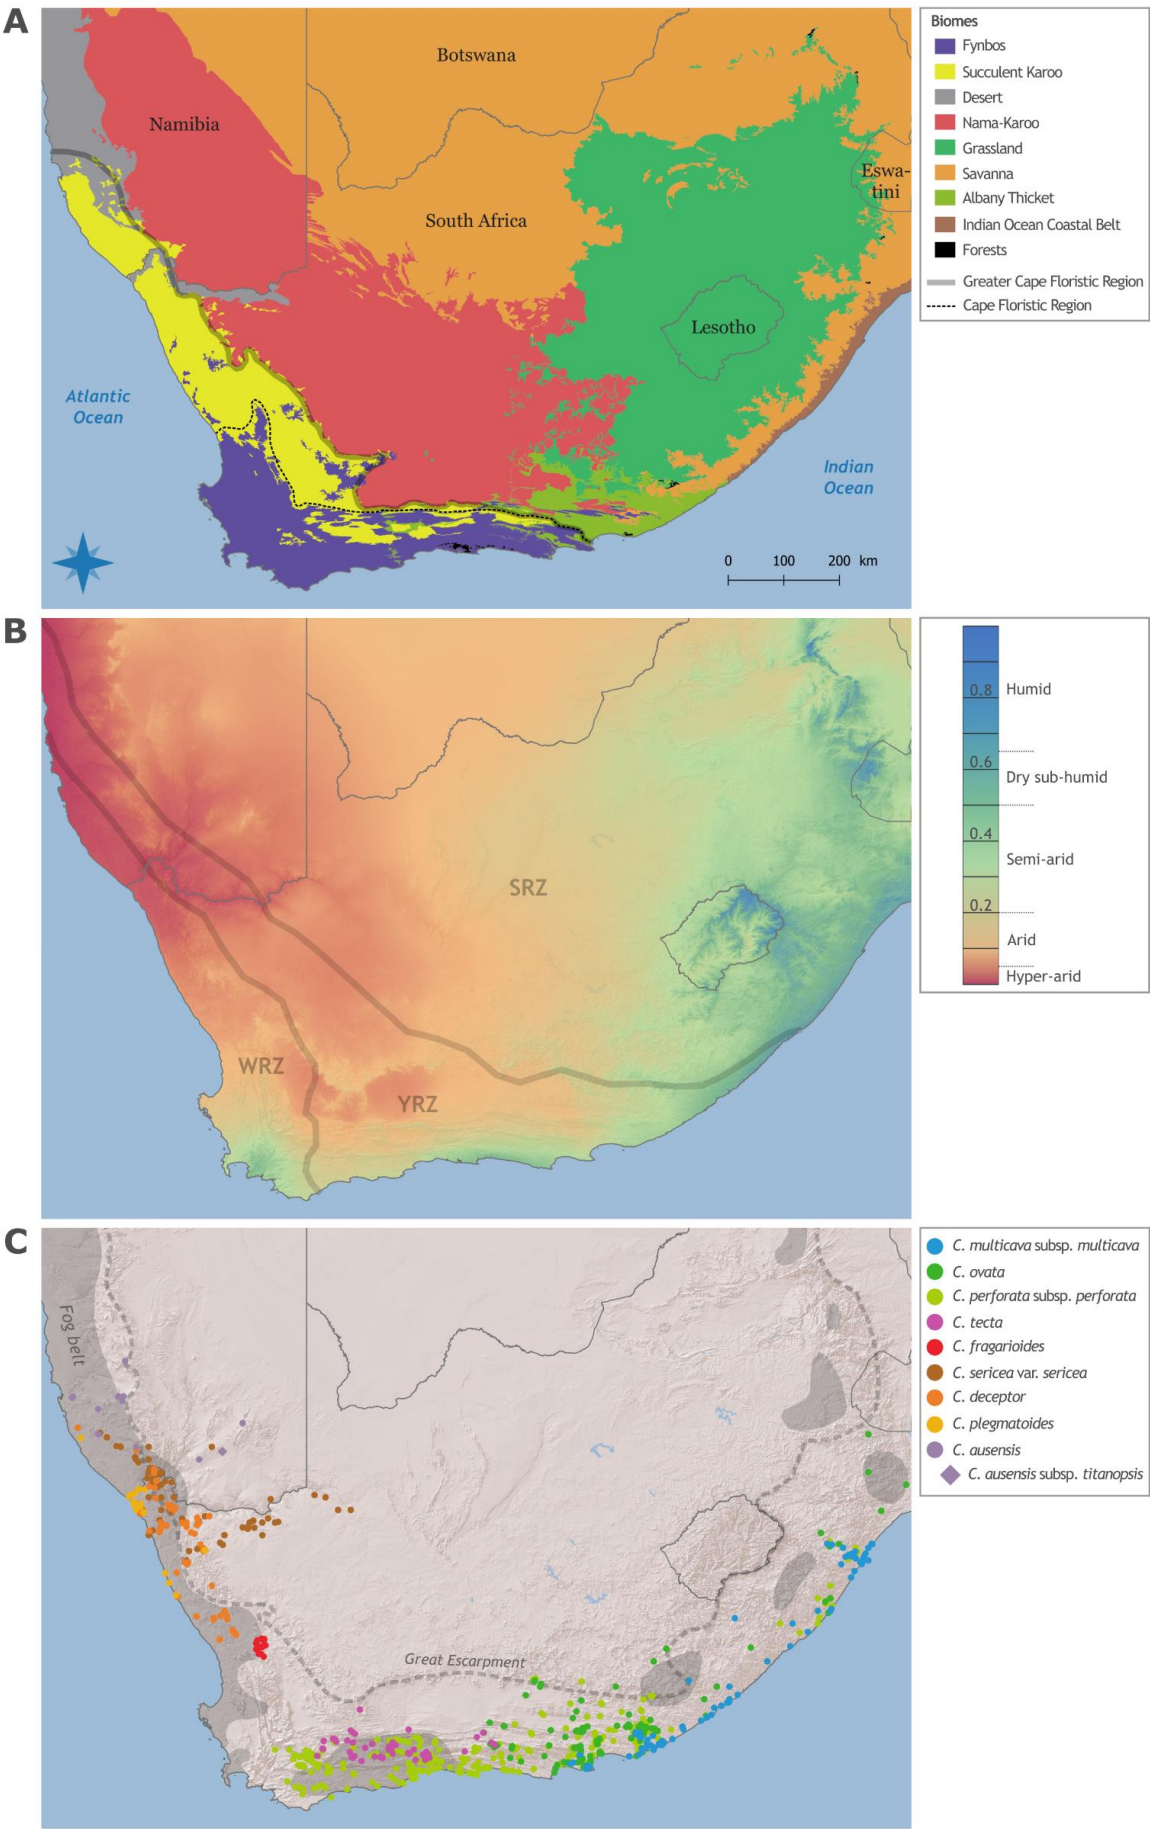 A
Botswana
Namibia
South Africa
Eswa-
tini
Lesotho
Atlantic
Ocean
Indian
Ocean
0 100 200 km
Biomes
Fynbos
Succulent Karoo
Desert
Nama-Karoo
Grassland
Savanna
Albany Thicket
Indian Ocean Coastal Belt
Forests
Greater Cape Floristic Region
Cape Floristic Region
B
SRZ
WRZ
YRZ
0.8
Humid
0.6
Dry sub-humid
0.4
Semi-arid
0.2
Arid
Hyper-arid
C
Fog belt
Great Escarpment
C. multicava subsp. multicava
C. ovata
C. perforata subsp. perforata
C. tecta
C. fragarioides
C. sericea var. sericea
C. deceptor
C. plegmatoides
C. ausensis
C. ausensis subsp. titanopsis